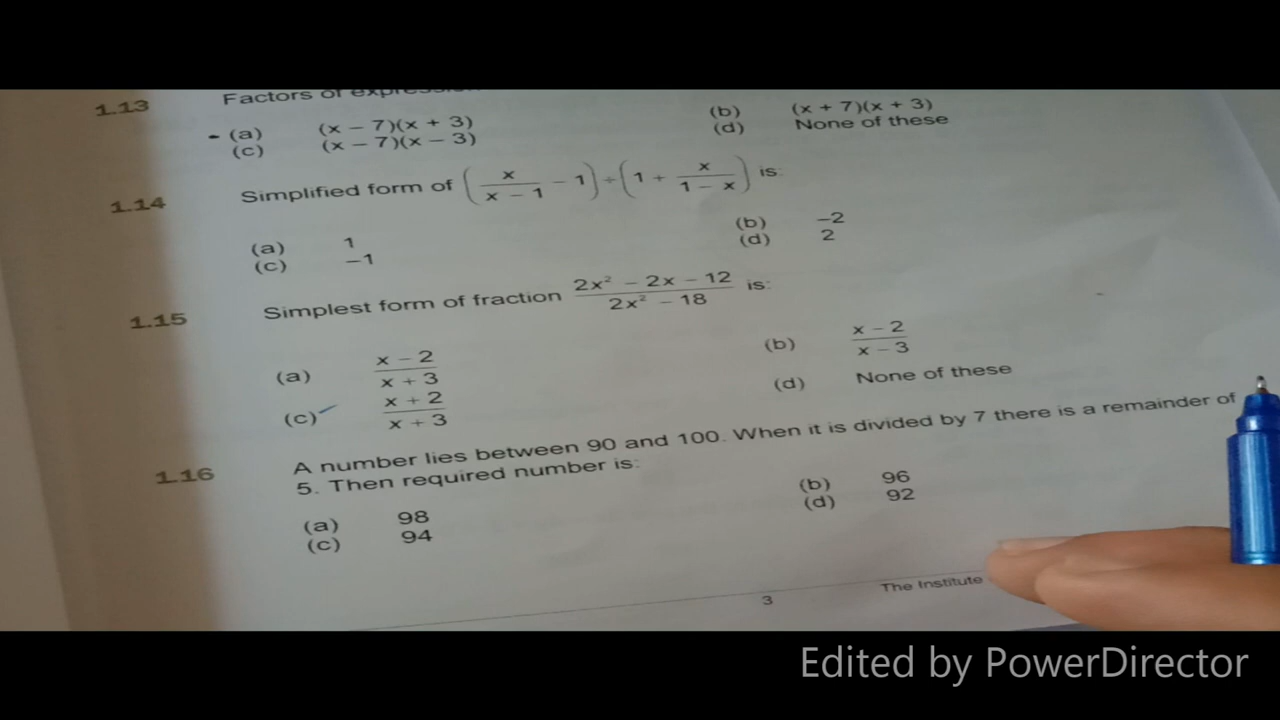 1.13 Factors of
(a) (x − 7)(x + 3) (b) (x + 7)(x + 3)
(c) (x − 7)(x − 3) (d) None of these
1.14 Simplified form of (x/(x − 1) − 1) ÷ (1 + x/(1 − x)) is:
(a) 1 (b) −2
(c) −1 (d) 2
1.15 Simplest form of fraction (2x² − 2x − 12)/(2x² − 18) is:
(a) (x − 2)/(x + 3) (b) (x − 2)/(x − 3)
(c) (x + 2)/(x + 3) (d) None of these
1.16 A number lies between 90 and 100. When it is divided by 7 there is a remainder of
5. Then required number is:
(a) 98 (b) 96
(c) 94 (d) 92
3 The Institute
Edited by PowerDirector